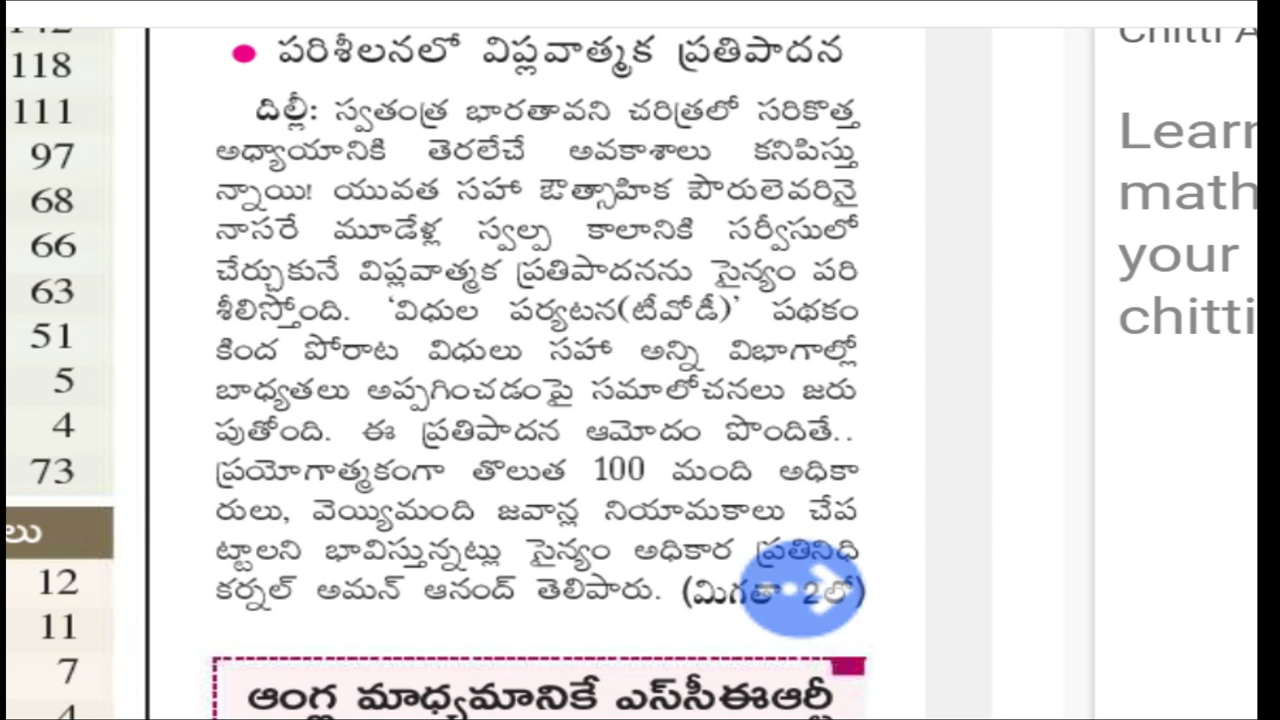 118
111
97
68
66
63
51
5
4
73
లు
12
11
7
● పరిశీలనలో విప్లవాత్మక ప్రతిపాదన
దిల్లీ: స్వతంత్ర భారతావని చరిత్రలో సరికొత్త
అధ్యాయానికి తెరలేచే అవకాశాలు కనిపిస్తు
న్నాయి! యువత సహా ఔత్సాహిక పౌరులెవరినై
నాసరే మూడేళ్ల స్వల్ప కాలానికి సర్వీసులో
చేర్చుకునే విప్లవాత్మక ప్రతిపాదనను సైన్యం పరి
శీలిస్తోంది. ‘విధుల పర్యటన(టీవోడీ)’ పథకం
కింద పోరాట విధులు సహా అన్ని విభాగాల్లో
బాధ్యతలు అప్పగించడంపై సమాలోచనలు జరు
పుతోంది. ఈ ప్రతిపాదన ఆమోదం పొందితే..
ప్రయోగాత్మకంగా తొలుత 100 మంది అధికా
రులు, వెయ్యిమంది జవాన్ల నియామకాలు చేప
ట్టాలని భావిస్తున్నట్లు సైన్యం అధికార ప్రతినిధి
కర్నల్ అమన్ ఆనంద్ తెలిపారు. (మిగతా 2లో)
ఆంగ్ల మాధ్యమానికే ఎస్‌సీఈఆర్టీ
Chitti A
Learn
math
your
chitti